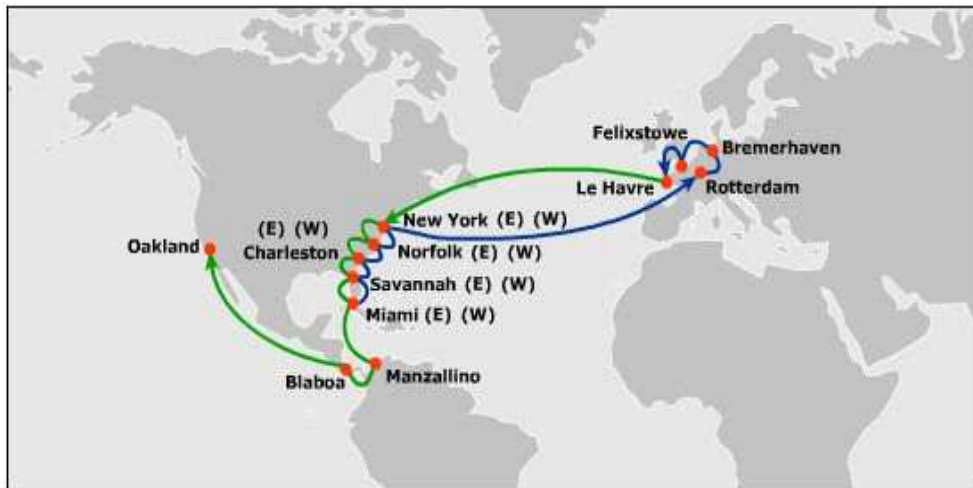 Felixstowe
Bremerhaven
Le Havre
Rotterdam
(E) (W)
New York (E) (W)
Oakland
Charleston
Norfolk (E) (W)
Savannah (E) (W)
Miami (E) (W)
Blaboa
Manzallino